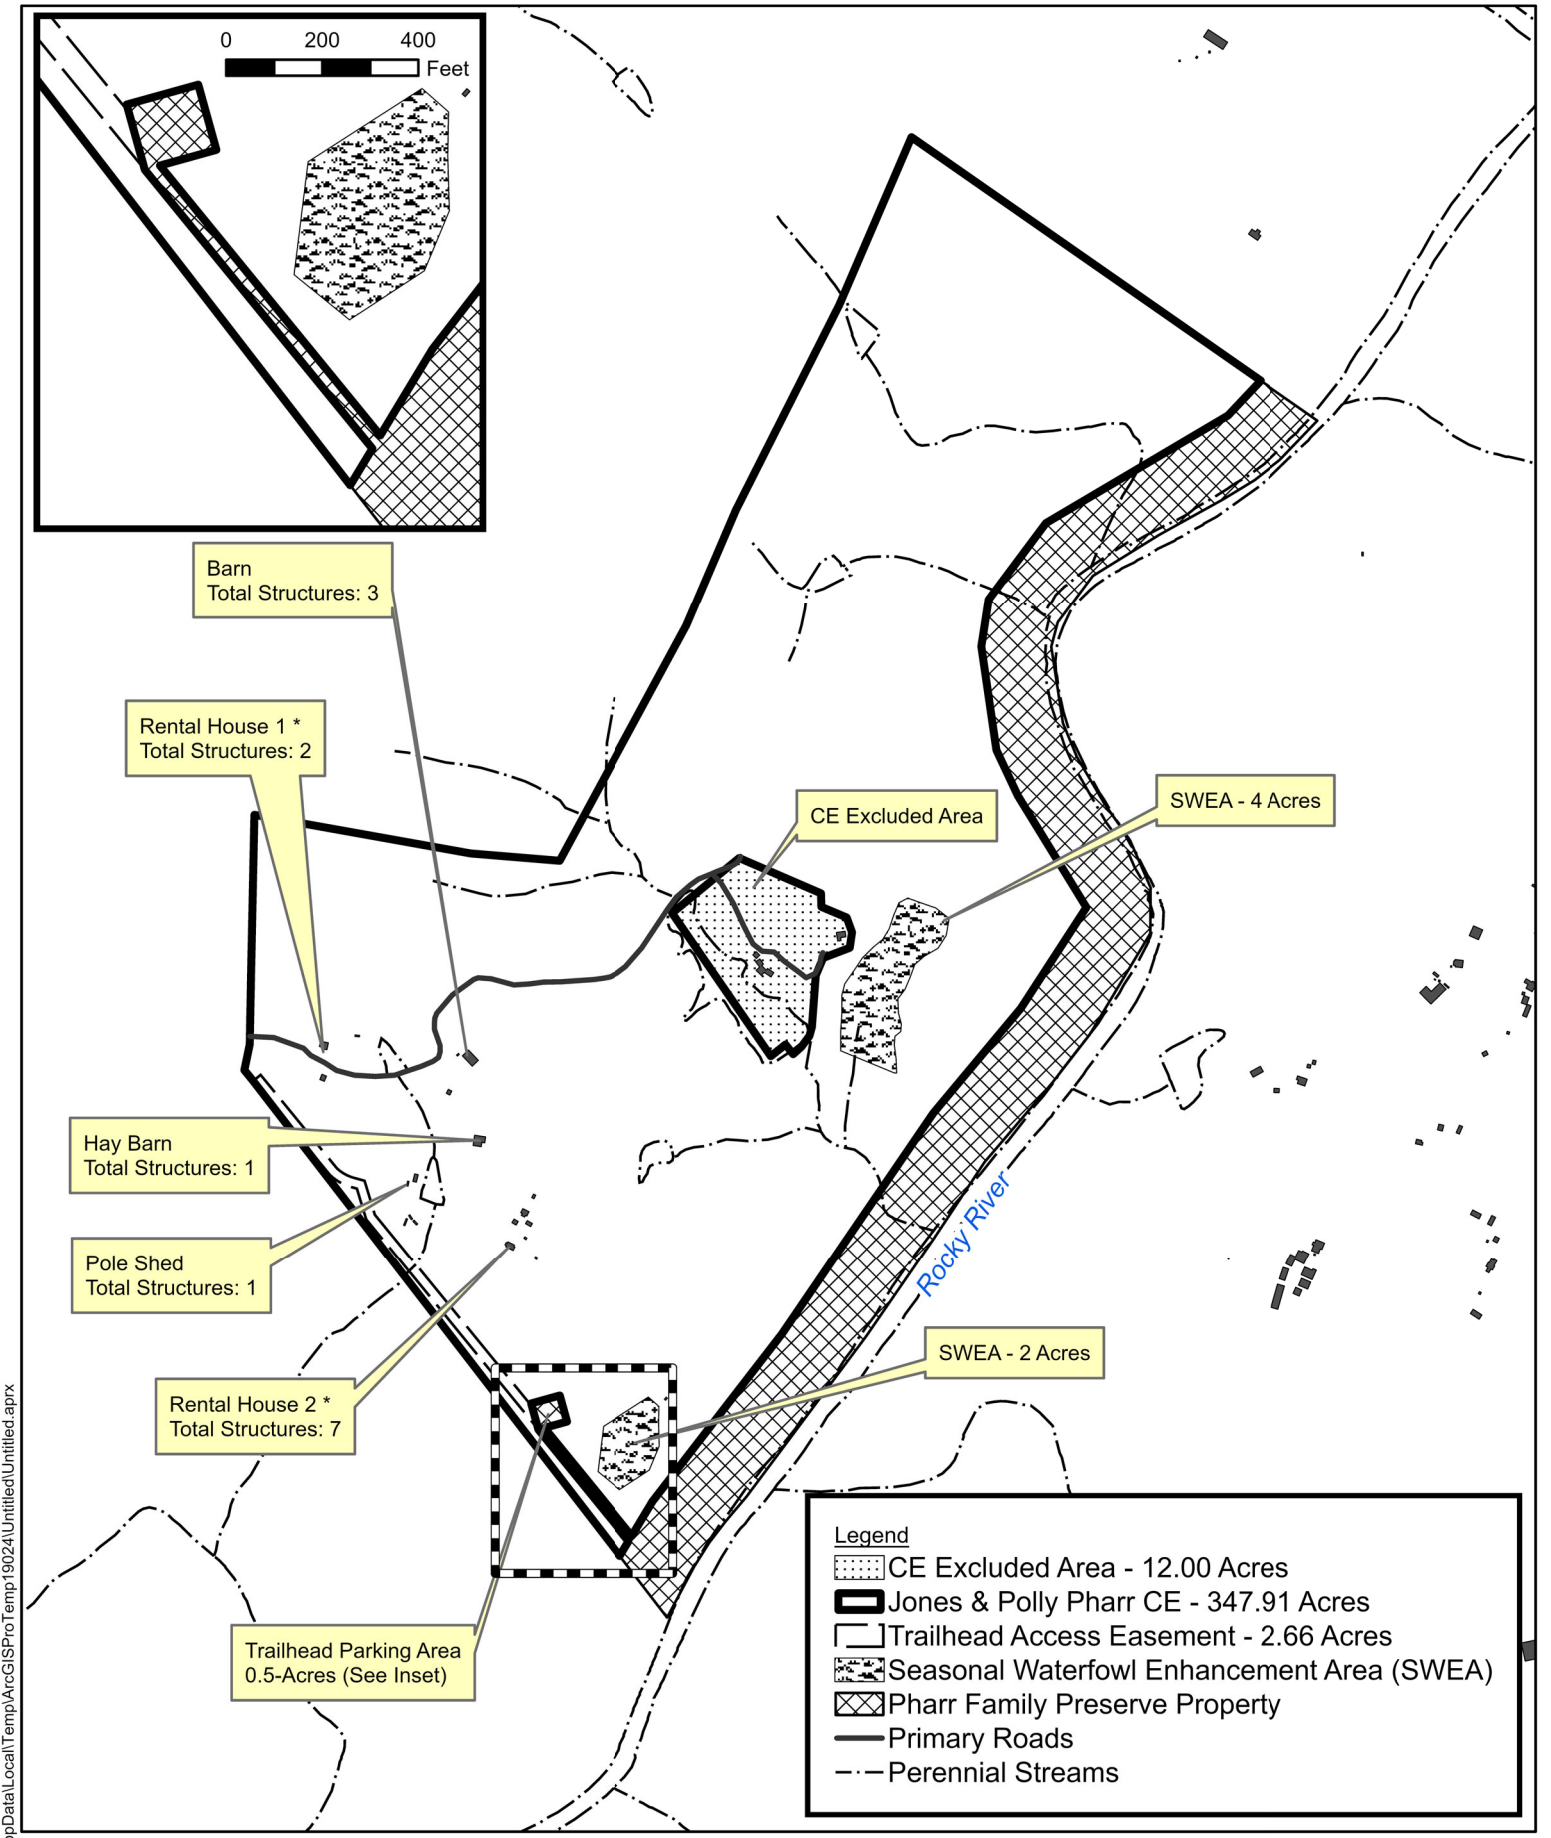 0 200 400
Feet
Barn
Total Structures: 3
Rental House 1 *
Total Structures: 2
CE Excluded Area
SWEA - 4 Acres
Hay Barn
Total Structures: 1
Pole Shed
Total Structures: 1
Rocky River
SWEA - 2 Acres
Rental House 2 *
Total Structures: 7
Trailhead Parking Area
0.5-Acres (See Inset)
Legend
CE Excluded Area - 12.00 Acres
Jones & Polly Pharr CE - 347.91 Acres
Trailhead Access Easement - 2.66 Acres
Seasonal Waterfowl Enhancement Area (SWEA)
Pharr Family Preserve Property
Primary Roads
Perennial Streams
ppData\Local\Temp\ArcGISProTemp19024\Untitled\Untitled.aprx